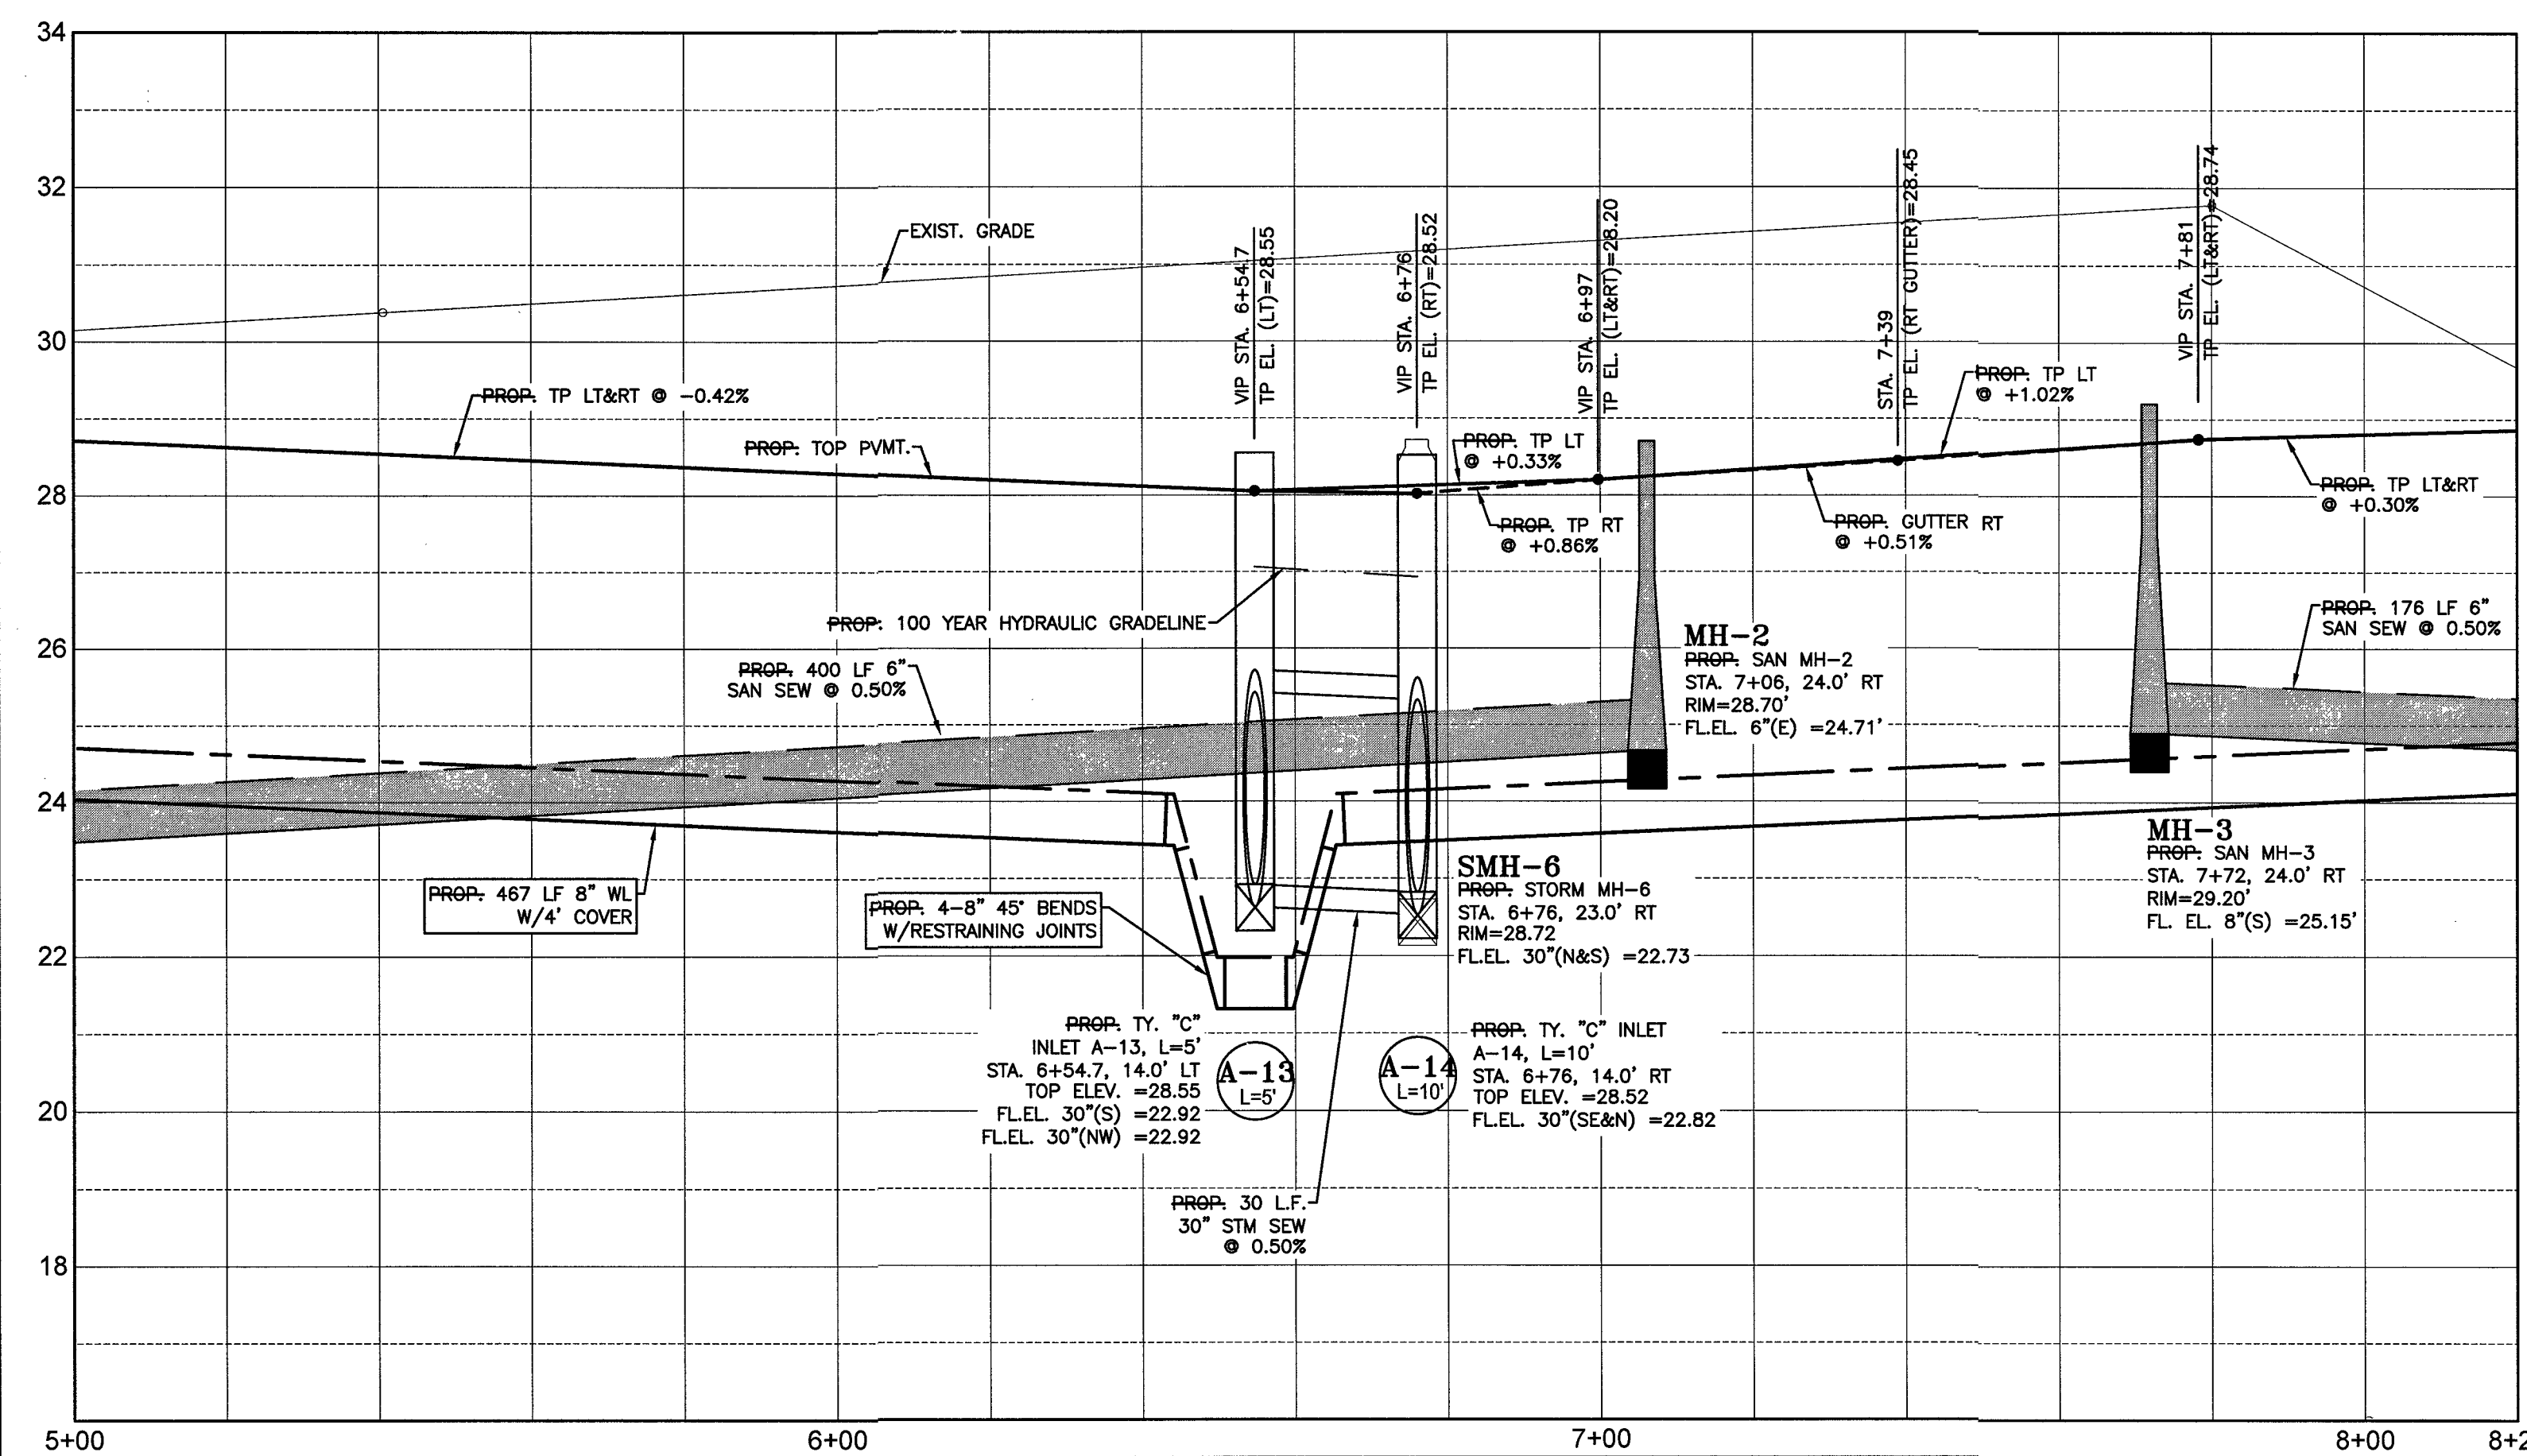 34
32
30
28
26
24
22
20
18
EXIST. GRADE
VIP STA. 6+54.7
TP EL. (LT)=28.55
VIP STA. 6+76
TP EL. (RT)=28.52
VIP STA. 6+97
TP EL. (LT&RT)=28.20
STA. 7+39
TP EL. (RT GUTTER)=28.45
VIP STA. 7+81
TP EL. (LT&RT)=28.74
PROP. TP LT&RT @ -0.42%
PROP. TOP PVMT.
PROP. TP LT
@ +0.33%
PROP. TP RT
@ +0.86%
PROP. TP LT
@ +1.02%
PROP. GUTTER RT
@ +0.51%
PROP. TP LT&RT
@ +0.30%
PROP. 100 YEAR HYDRAULIC GRADELINE
PROP. 400 LF 6"
SAN SEW @ 0.50%
MH-2
PROP. SAN MH-2
STA. 7+06, 24.0' RT
RIM=28.70'
FL.EL. 6"(E) =24.71'
PROP. 176 LF 6"
SAN SEW @ 0.50%
MH-3
PROP. SAN MH-3
STA. 7+72, 24.0' RT
RIM=29.20'
FL. EL. 8"(S) =25.15'
SMH-6
PROP. STORM MH-6
STA. 6+76, 23.0' RT
RIM=28.72
FL.EL. 30"(N&S) =22.73
PROP. 467 LF 8" WL
W/4' COVER
PROP. 4-8" 45° BENDS
W/RESTRAINING JOINTS
PROP. TY. "C"
INLET A-13, L=5'
STA. 6+54.7, 14.0' LT
TOP ELEV. =28.55
FL.EL. 30"(S) =22.92
FL.EL. 30"(NW) =22.92
A-13
L=5'
A-14
L=10'
PROP. TY. "C" INLET
A-14, L=10'
STA. 6+76, 14.0' RT
TOP ELEV. =28.52
FL.EL. 30"(SE&N) =22.82
PROP. 30 L.F.
30" STM SEW
@ 0.50%
5+00
6+00
7+00
8+00
8+2